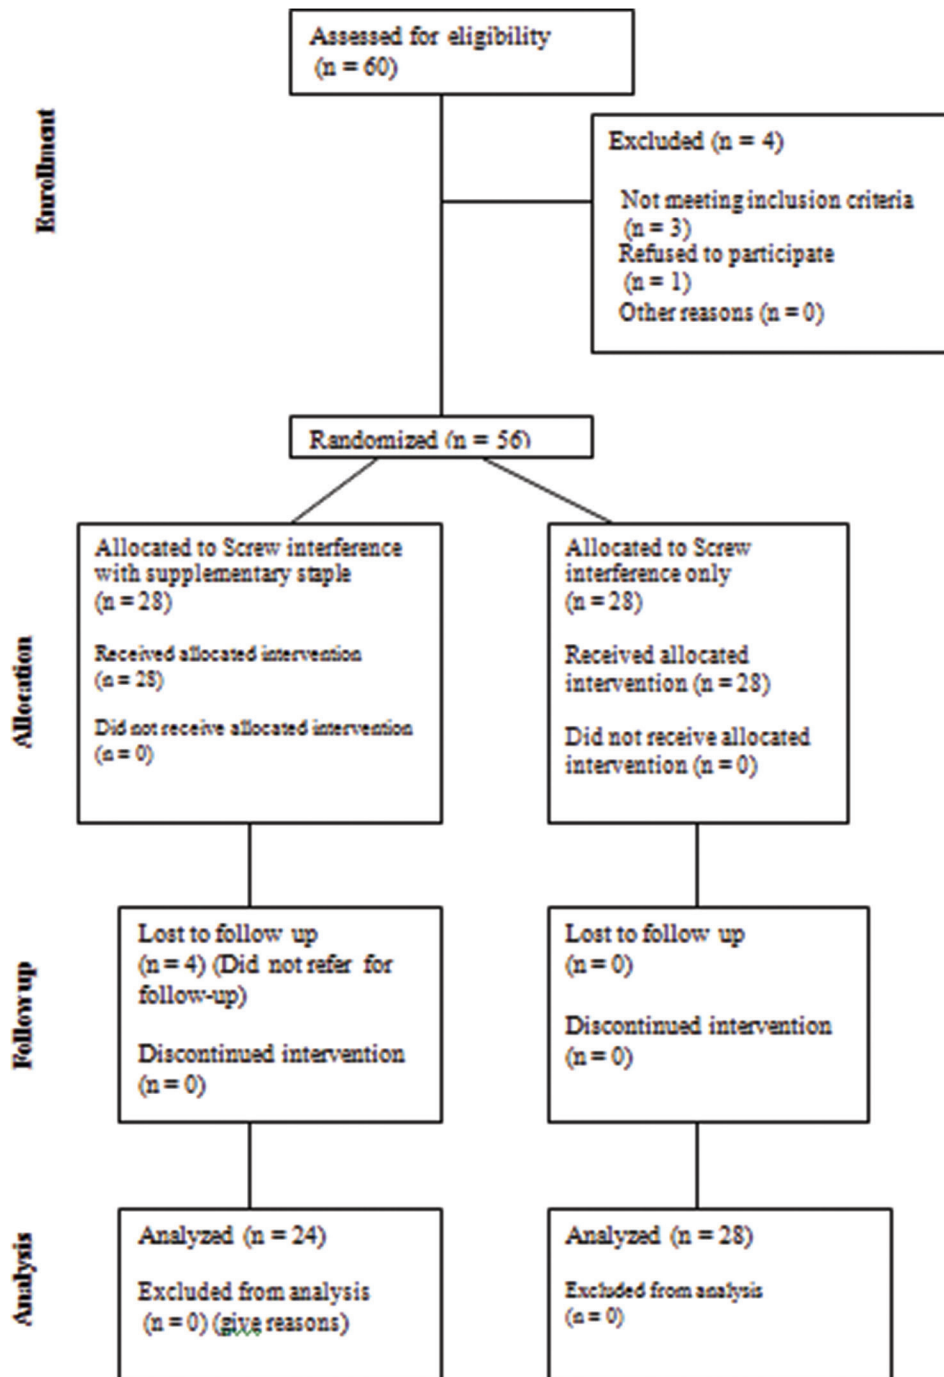 Assessed for eligibility
(n = 60)
Enrollment
Excluded (n = 4)
Not meeting inclusion criteria
(n = 3)
Refused to participate
(n = 1)
Other reasons (n = 0)
Randomized (n = 56)
Allocation
Allocated to Screw interference
with supplementary staple
(n = 28)
Received allocated intervention
(n = 28)
Did not receive allocated intervention
(n = 0)
Allocated to Screw
interference only
(n = 28)
Received allocated
intervention (n = 28)
Did not receive allocated
intervention (n = 0)
Follow up
Lost to follow up
(n = 4) (Did not refer for
follow-up)
Discontinued intervention
(n = 0)
Lost to follow up
(n = 0)
Discontinued intervention
(n = 0)
Analysis
Analyzed (n = 24)
Excluded from analysis
(n = 0) (give reasons)
Analyzed (n = 28)
Excluded from analysis
(n = 0)